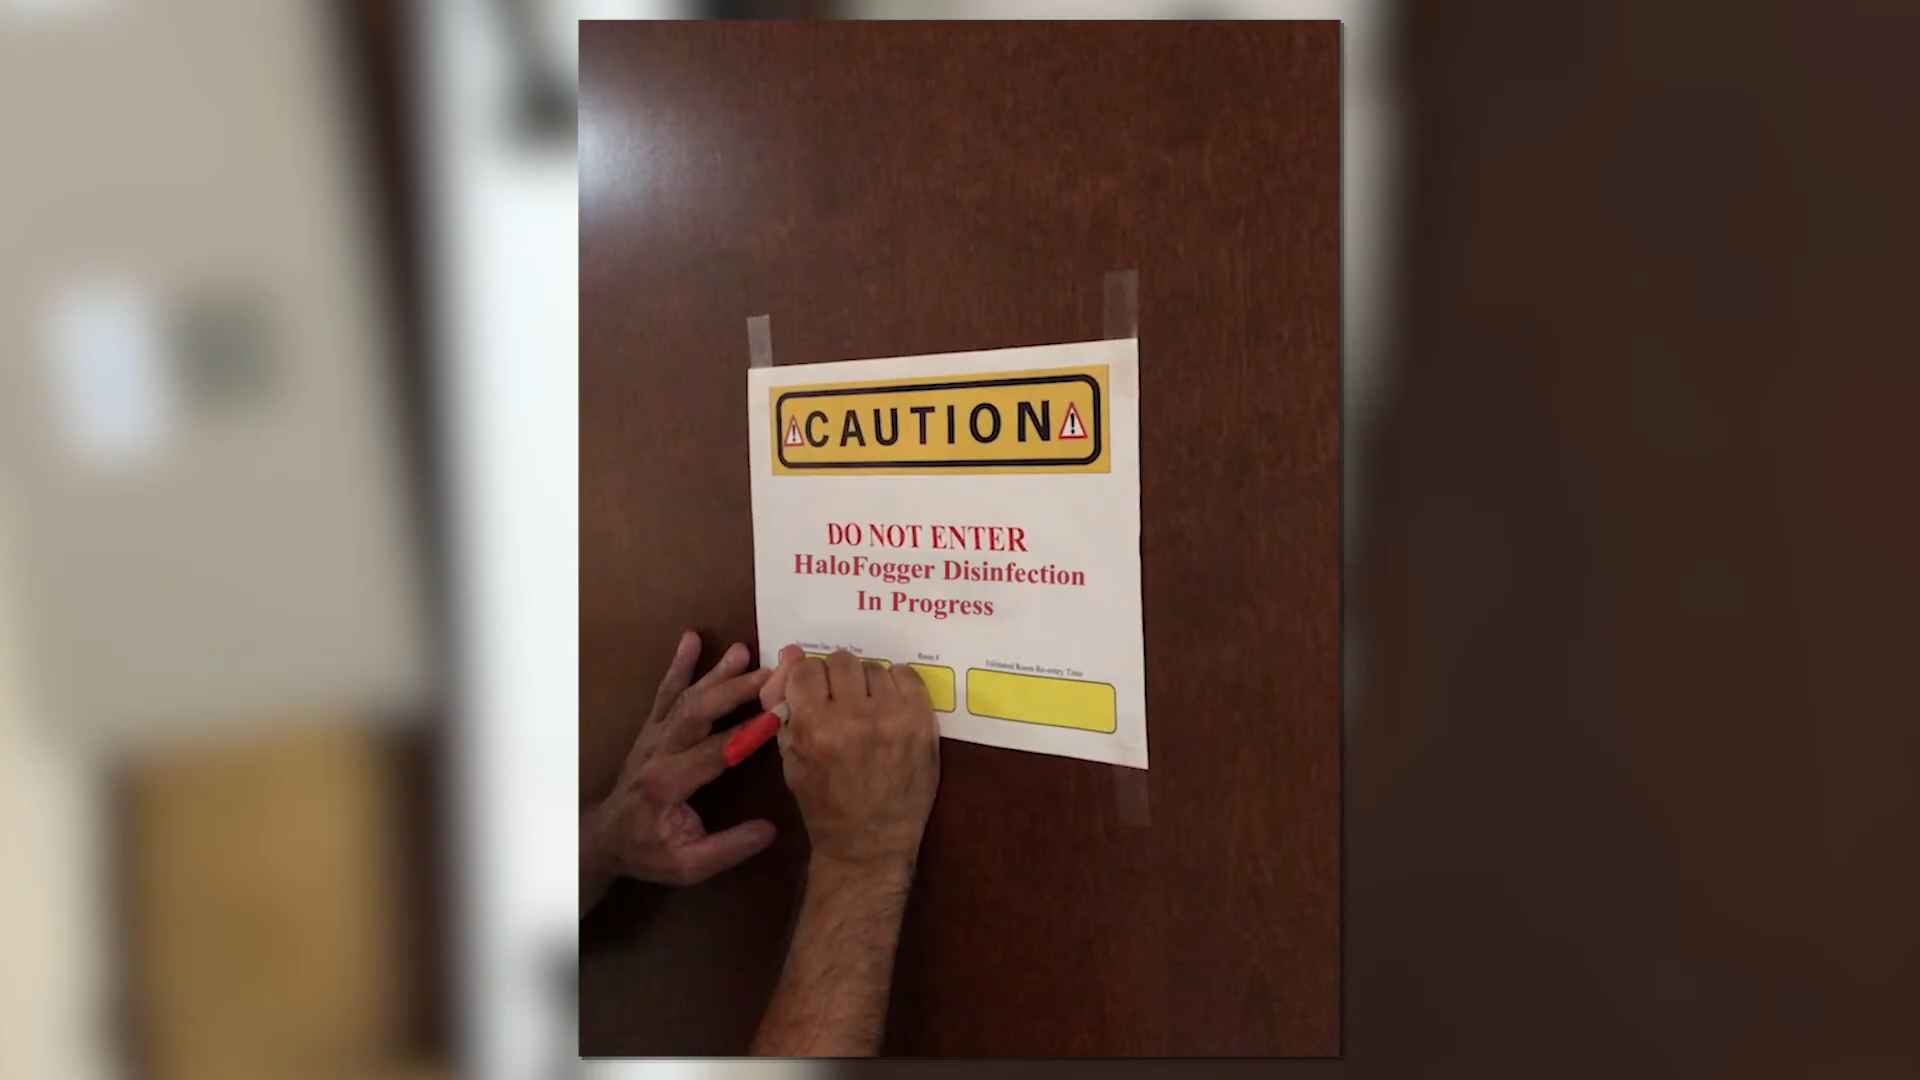 CAUTION
DO NOT ENTER
HaloFogger Disinfection
In Progress
Room #
Estimated Room Re-entry Time